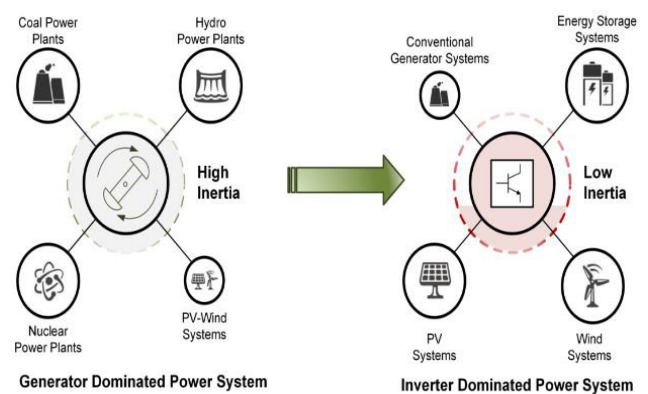 Coal Power
Plants
Hydro
Power Plants
High
Inertia
Nuclear
Power Plants
PV-Wind
Systems
Generator Dominated Power System
Conventional
Generator Systems
Energy Storage
Systems
Low
Inertia
PV
Systems
Wind
Systems
Inverter Dominated Power System